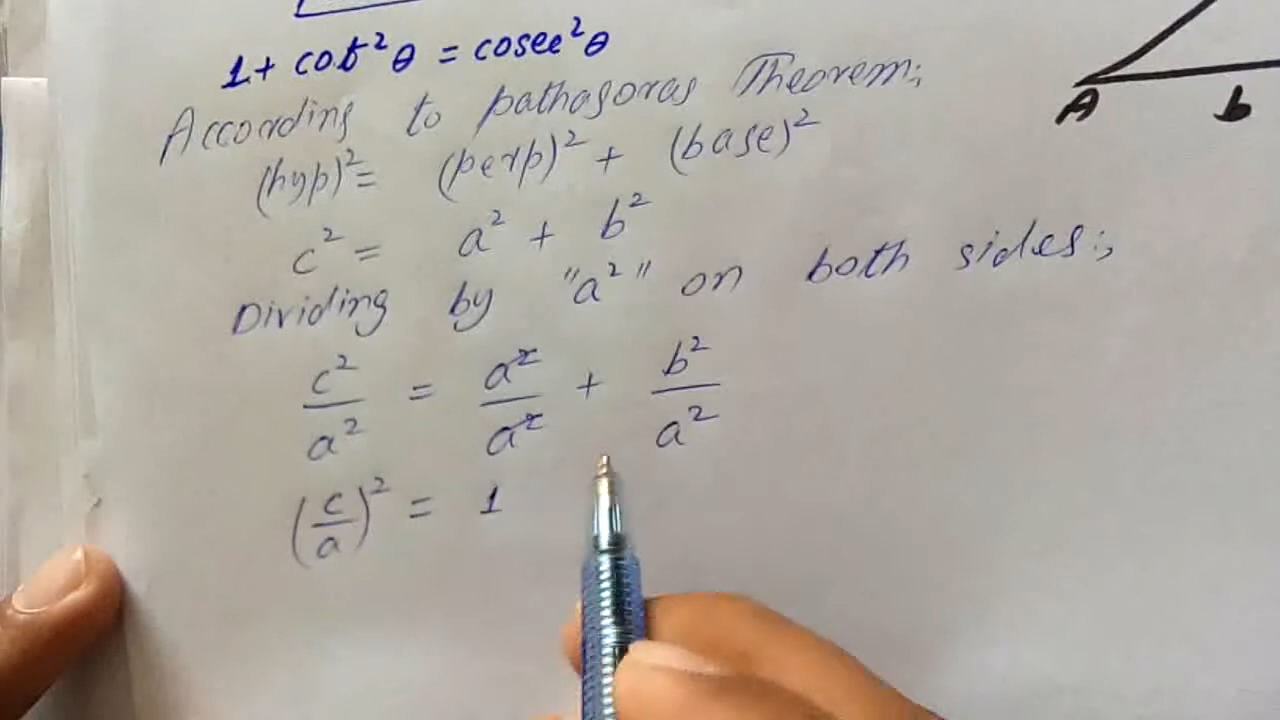 1 + cot²θ = cosec²θ
According to pathagoras Theorem;
(hyp)² = (perp)² + (base)²
c² = a² + b²
Dividing by "a²" on both sides:,
c²/a² = a²/a² + b²/a²
(c/a)² = 1
A b